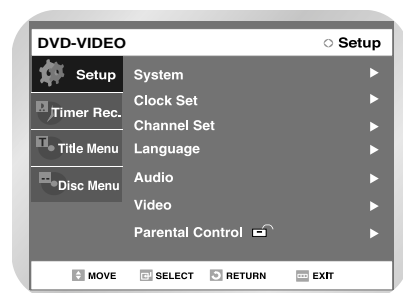 DVD-VIDEO
Setup
Setup
Timer Rec.
Title Menu
Disc Menu
System
Clock Set
Channel Set
Language
Audio
Video
Parental Control
MOVE SELECT RETURN EXIT